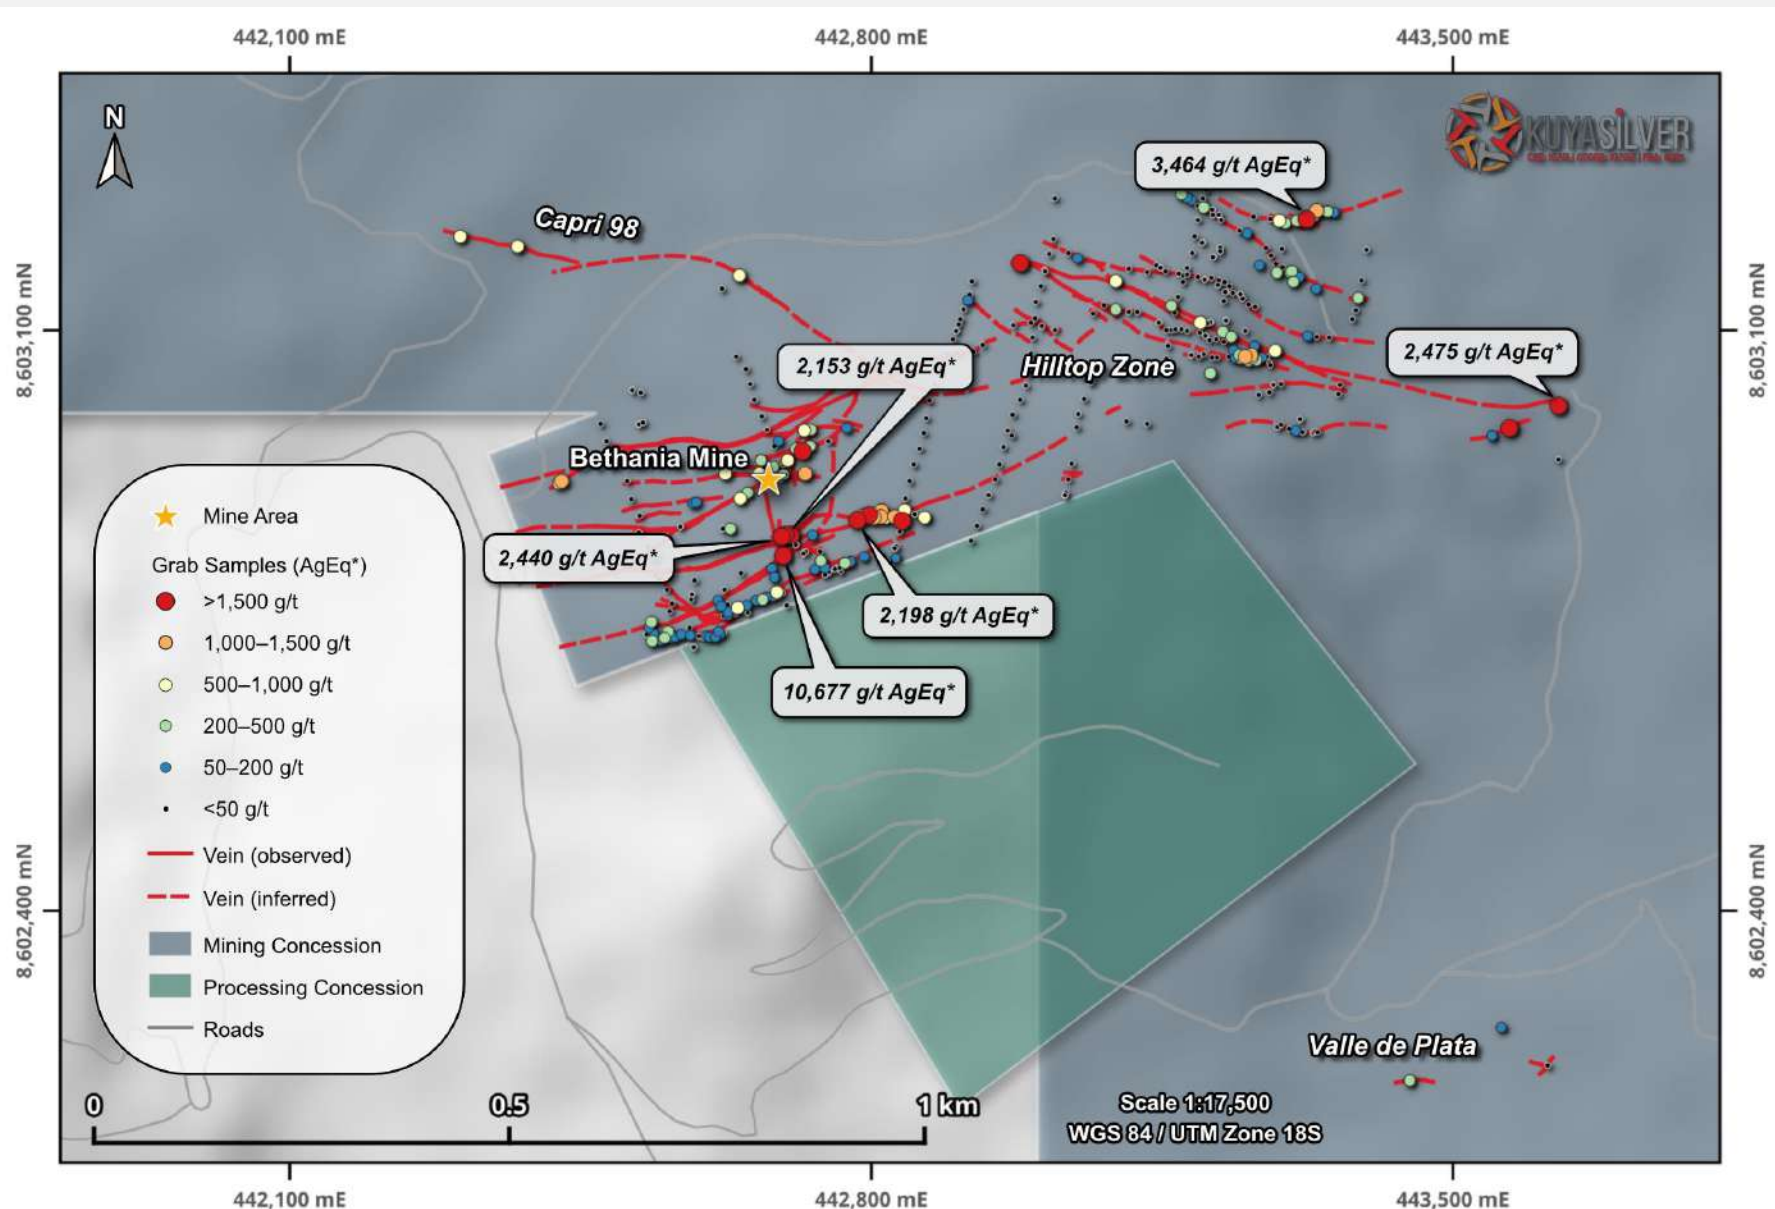 442,100 mE
442,800 mE
443,500 mE
N
KUYASILVER
3,464 g/t AgEq*
Capri 98
8,603,100 mN
8,603,100 mN
2,475 g/t AgEq*
2,153 g/t AgEq*
Hilltop Zone
Bethania Mine
2,440 g/t AgEq*
2,198 g/t AgEq*
10,677 g/t AgEq*
Mine Area
Grab Samples (AgEq*)
>1,500 g/t
1,000–1,500 g/t
500–1,000 g/t
200–500 g/t
50–200 g/t
<50 g/t
Vein (observed)
Vein (inferred)
Mining Concession
Processing Concession
Roads
8,602,400 mN
8,602,400 mN
Valle de Plata
0
0.5
1 km
Scale 1:17,500
WGS 84 / UTM Zone 18S
442,100 mE
442,800 mE
443,500 mE